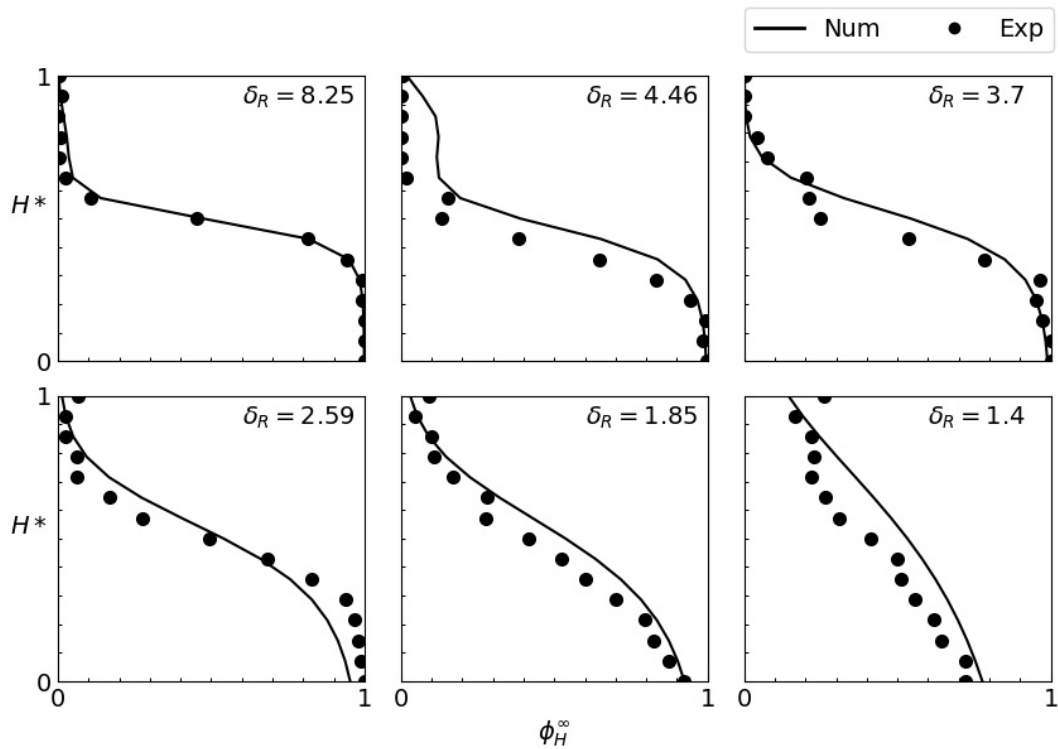 Num Exp
1 δ_R = 8.25 δ_R = 4.46 δ_R = 3.7
H*
0
1 δ_R = 2.59 δ_R = 1.85 δ_R = 1.4
H*
0
0 1 0 1 0 1
ϕ_H^∞